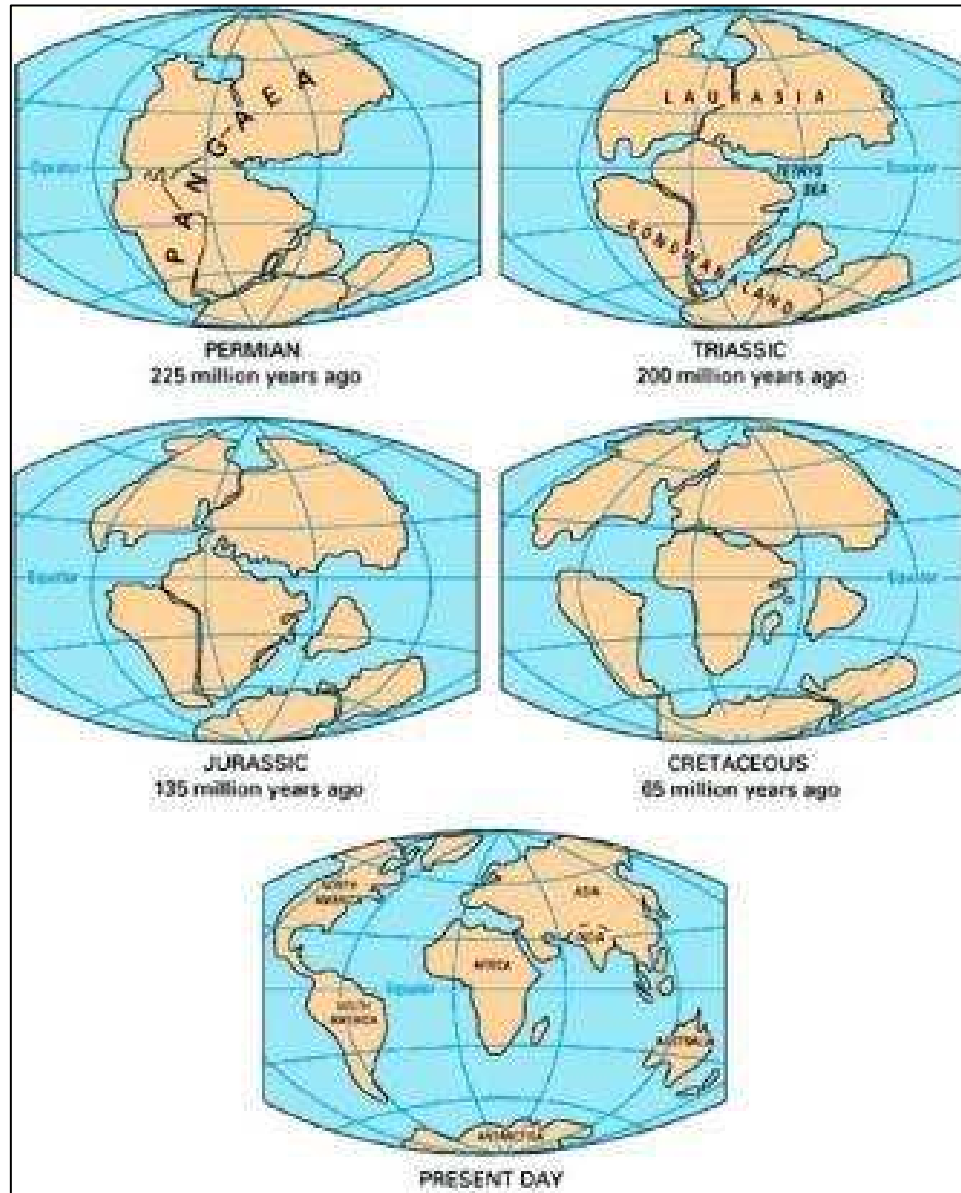 PANGAEA
Equator
PERMIAN
225 million years ago
LAURASIA
Equator
TETHYS
SEA
Equator
GONDWANALAND
TRIASSIC
200 million years ago
Equator
JURASSIC
135 million years ago
Equator
CRETACEOUS
65 million years ago
NORTH
AMERICA
ASIA
INDIA
AFRICA
Equator
SOUTH
AMERICA
AUSTRALIA
ANTARCTICA
PRESENT DAY